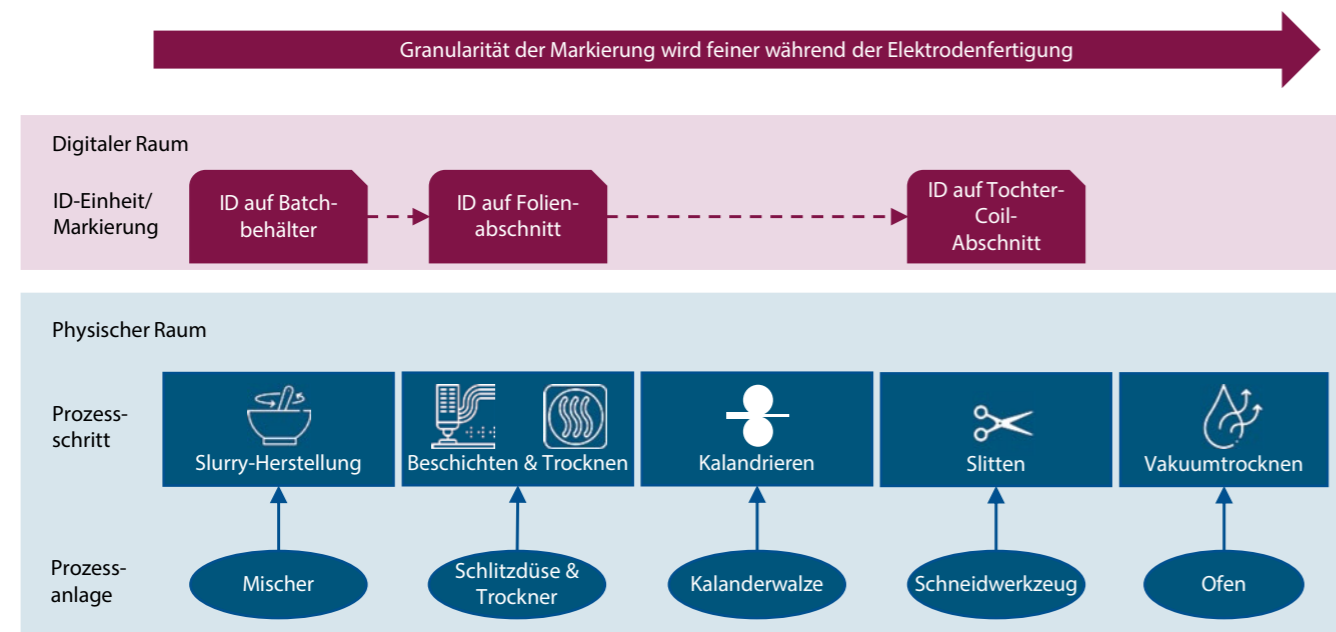 Granularität der Markierung wird feiner während der Elektrodenfertigung
Digitaler Raum
ID-Einheit/
Markierung
ID auf Batch-
behälter
ID auf Folien-
abschnitt
ID auf Tochter-
Coil-
Abschnitt
Physischer Raum
Prozess-
schritt
Slurry-Herstellung
Beschichten & Trocknen
Kalandrieren
Slitten
Vakuumtrocknen
Prozess-
anlage
Mischer
Schlitzdüse &
Trockner
Kalanderwalze
Schneidwerkzeug
Ofen